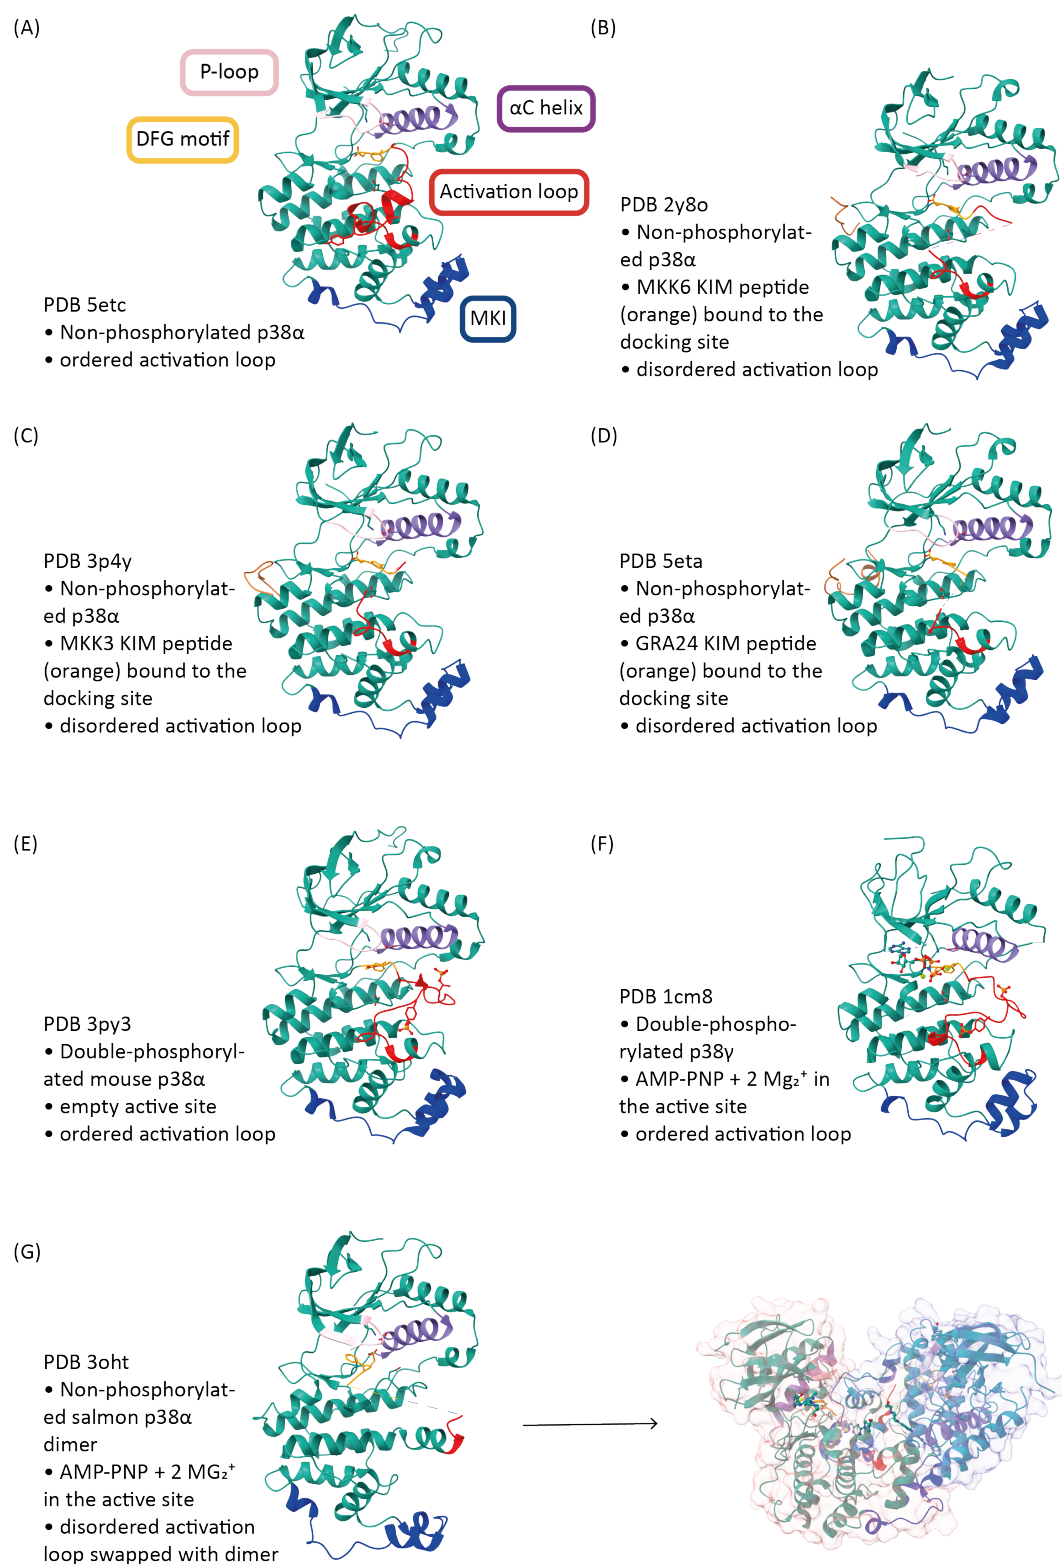 (A)
P-loop
αC helix
DFG motif
Activation loop
MKI
PDB 5etc
• Non-phosphorylated p38α
• ordered activation loop
(B)
PDB 2y8o
• Non-phosphorylat-
ed p38α
• MKK6 KIM peptide
(orange) bound to the
docking site
• disordered activation loop
(C)
PDB 3p4y
• Non-phosphorylat-
ed p38α
• MKK3 KIM peptide
(orange) bound to the
docking site
• disordered activation loop
(D)
PDB 5eta
• Non-phosphorylat-
ed p38α
• GRA24 KIM peptide
(orange) bound to the
docking site
• disordered activation loop
(E)
PDB 3py3
• Double-phosphoryl-
ated mouse p38α
• empty active site
• ordered activation loop
(F)
PDB 1cm8
• Double-phospho-
rylated p38γ
• AMP-PNP + 2 Mg₂⁺ in
the active site
• ordered activation loop
(G)
PDB 3oht
• Non-phosphorylat-
ed salmon p38α
dimer
• AMP-PNP + 2 MG₂⁺
in the active site
• disordered activation
loop swapped with dimer